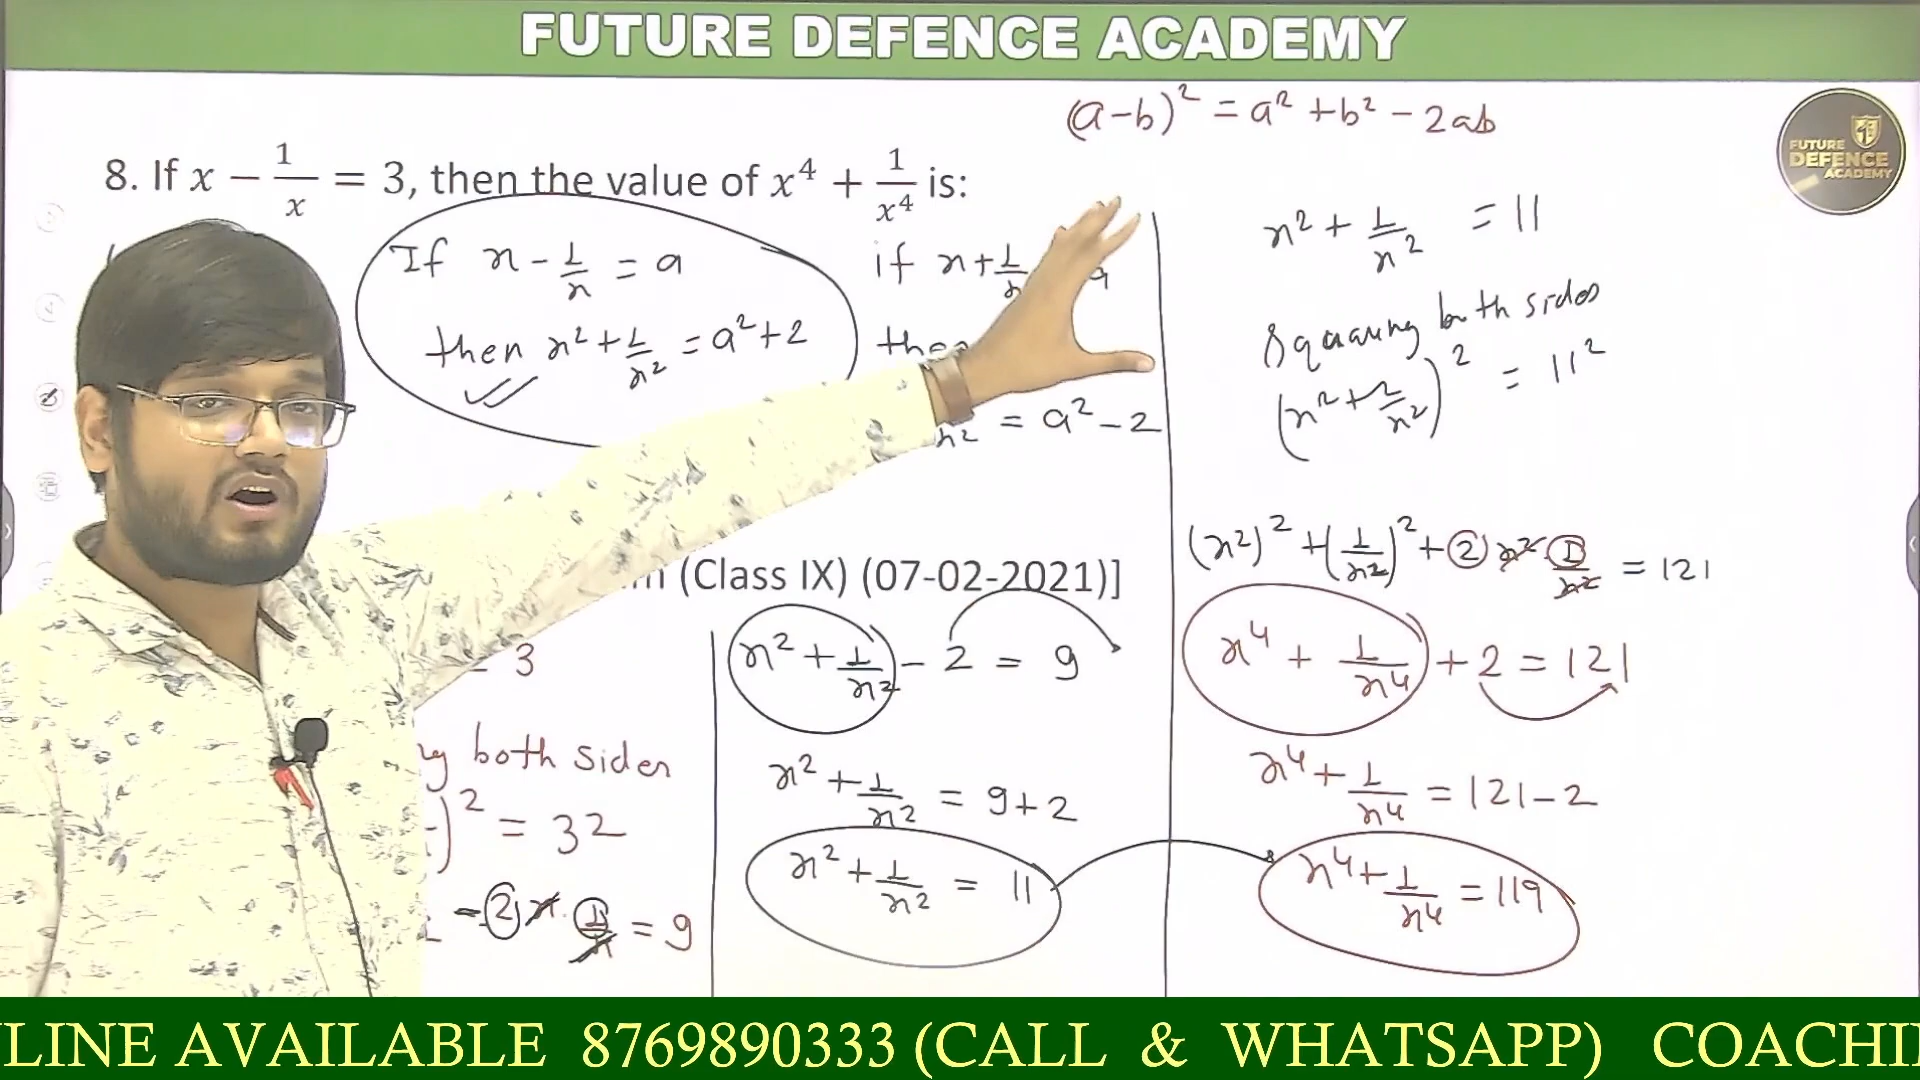 FUTURE DEFENCE ACADEMY
(a-b)² = a² + b² - 2ab
FUTURE
DEFENCE
ACADEMY
8. If x − 1/x = 3, then the value of x⁴ + 1/x⁴ is:
If x - 1/x = a
then x² + 1/x² = a² + 2
if x + 1/x
= a² - 2
x² + 1/x² = 11
Squaring both sides
(x² + 1/x²)² = 11²
(Class IX) (07-02-2021)]
= 3
both sides
)² = 32
- 2 x · 1/x = 9
x² + 1/x² - 2 = 9
x² + 1/x² = 9 + 2
x² + 1/x² = 11
(x²)² + (1/x²)² + 2 x² 1/x² = 121
x⁴ + 1/x⁴ + 2 = 121
x⁴ + 1/x⁴ = 121 - 2
x⁴ + 1/x⁴ = 119
LINE AVAILABLE 8769890333 (CALL & WHATSAPP) COACHI